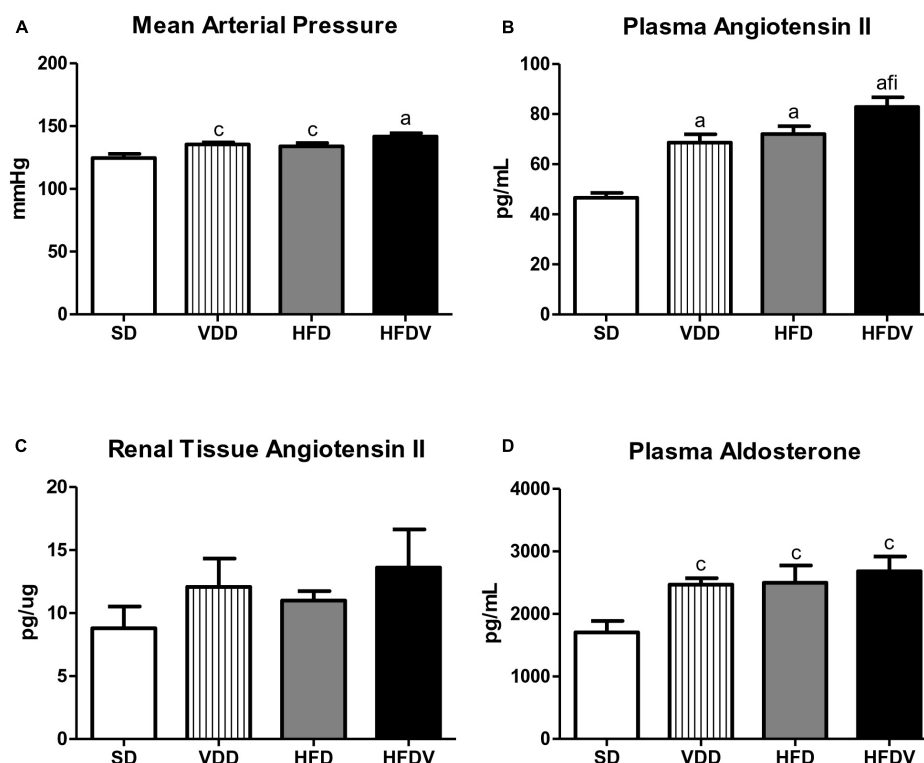 A Mean Arterial Pressure
200
150
100
50
0
mmHg
c
c
a
SD VDD HFD HFDV
B Plasma Angiotensin II
100
80
60
40
20
0
pg/mL
a
a
afi
SD VDD HFD HFDV
C Renal Tissue Angiotensin II
20
15
10
5
0
pg/ug
SD VDD HFD HFDV
D Plasma Aldosterone
4000
3000
2000
1000
0
pg/mL
c
c
c
SD VDD HFD HFDV